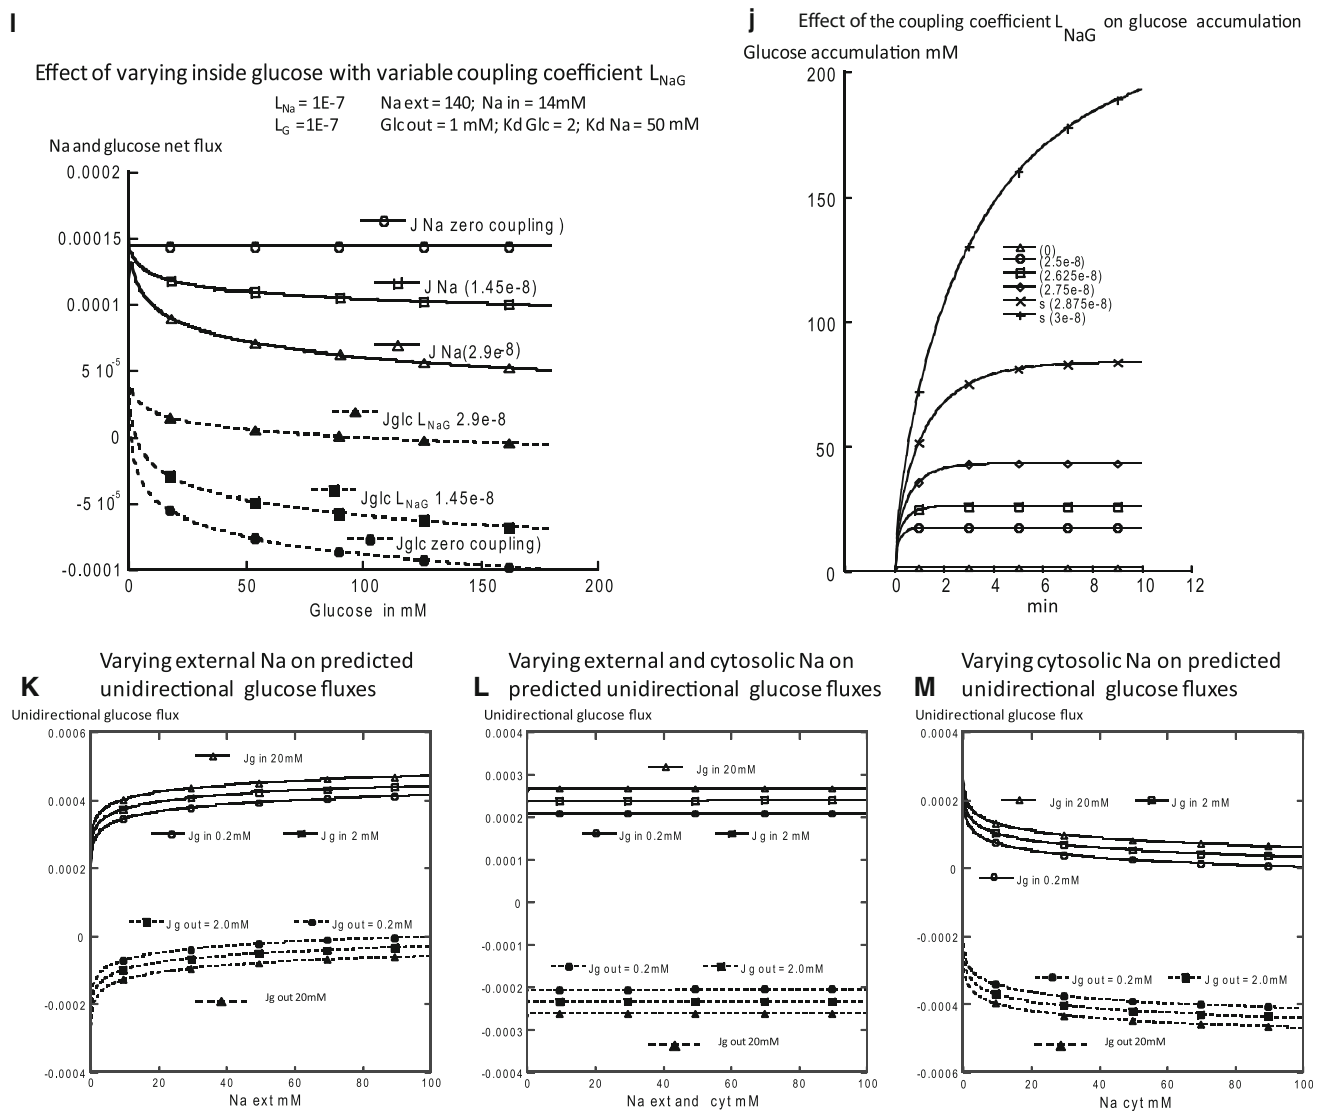 I
Effect of varying inside glucose with variable coupling coefficient LNaG
LNa = 1E-7 Na ext = 140; Na in = 14mM
LG =1E-7 Glc out = 1 mM; Kd Glc = 2; Kd Na = 50 mM
Na and glucose net flux
0.0002
0.00015
0.0001
5 10-5
0
-5 10-5
-0.0001
J Na zero coupling )
J Na (1.45e-8)
J Na(2.9e-8)
Jglc LNaG 2.9e-8
Jglc LNaG 1.45e-8
Jglc zero coupling)
0 50 100 150 200
Glucose in mM
j
Effect of the coupling coefficient LNaG on glucose accumulation
Glucose accumulation mM
200
150
100
50
0
(0)
(2.5e-8)
(2.625e-8)
(2.75e-8)
s (2.875e-8)
s (3e-8)
0 2 4 6 8 10 12
min
K
Varying external Na on predicted
unidirectional glucose fluxes
Unidirectional glucose flux
0.0006
0.0004
0.0002
0
-0.0002
-0.0004
Jg in 20mM
Jg in 0.2mM J g in 2 mM
J g out = 2.0mM Jg out = 0.2mM
Jg out 20mM
0 20 40 60 80 100
Na ext mM
L
Varying external and cytosolic Na on
predicted unidirectional glucose fluxes
Unidirectional glucose flux
0.0004
0.0003
0.0002
0.0001
0
-0.0001
-0.0002
-0.0003
-0.0004
Jg in 20mM
Jg in 0.2mM J g in 2 mM
Jg out = 0.2mM J g out = 2.0mM
Jg out 20mM
0 20 40 60 80 100
Na ext and cyt mM
M
Varying cytosolic Na on predicted
unidirectional glucose fluxes
Unidirectional glucose flux
0.0004
0.0002
0
-0.0002
-0.0004
-0.0006
Jg in 20mM J g in 2 mM
Jg in 0.2mM
Jg out = 0.2mM J g out = 2.0mM
Jg out 20mM
0 20 40 60 80 100
Na cyt mM